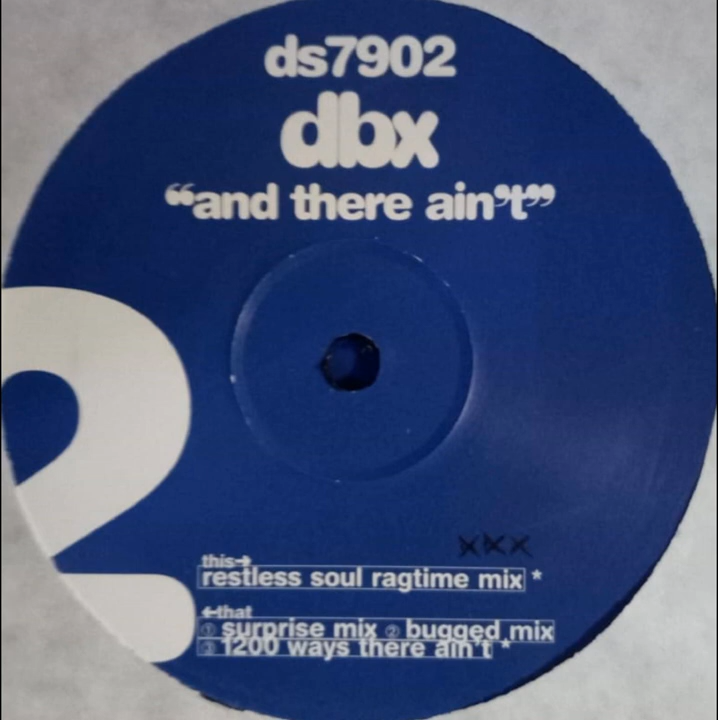 ds7902
dbx
“and there ain't”
2
xxx
this→
restless soul ragtime mix *
←that
① surprise mix ② bugged mix
③ 1200 ways there ain't *